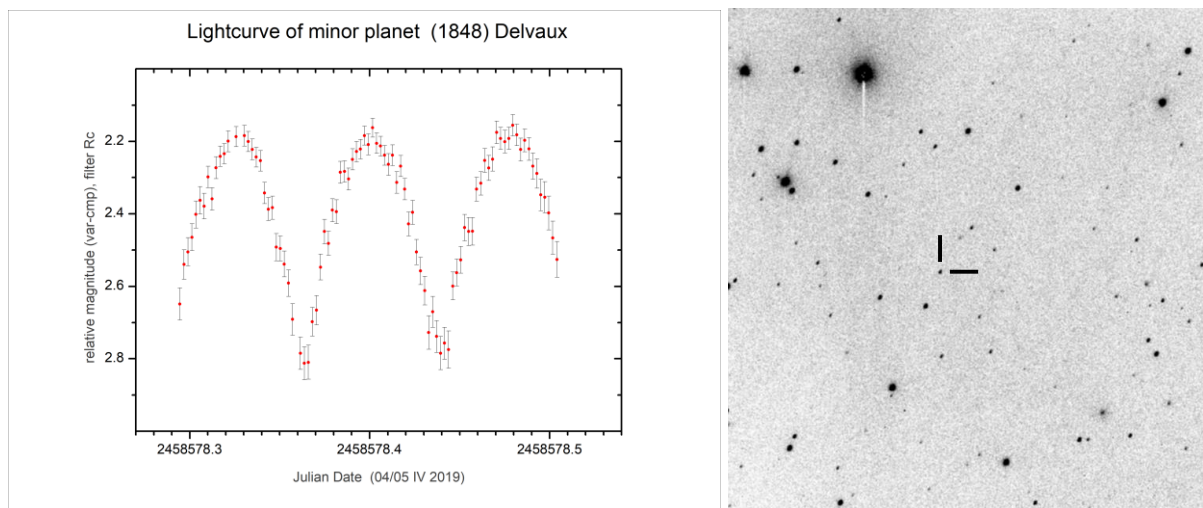 Lightcurve of minor planet (1848) Delvaux
relative magnitude (var-cmp), filter Rc
2.2
2.4
2.6
2.8
2458578.3
2458578.4
2458578.5
Julian Date (04/05 IV 2019)